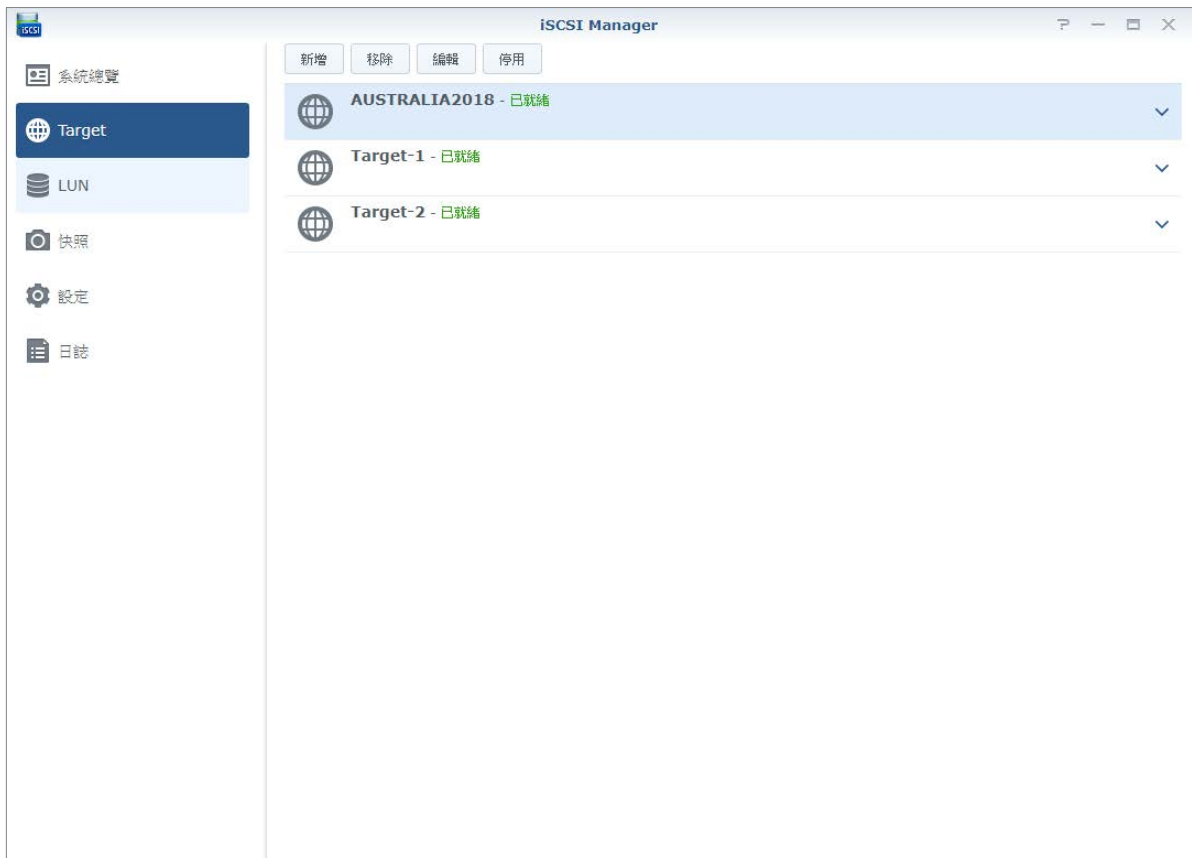 iSCSI
iSCSI Manager
系統總覽
Target
LUN
快照
設定
日誌
新增 移除 編輯 停用
AUSTRALIA2018 - 已就緒
Target-1 - 已就緒
Target-2 - 已就緒